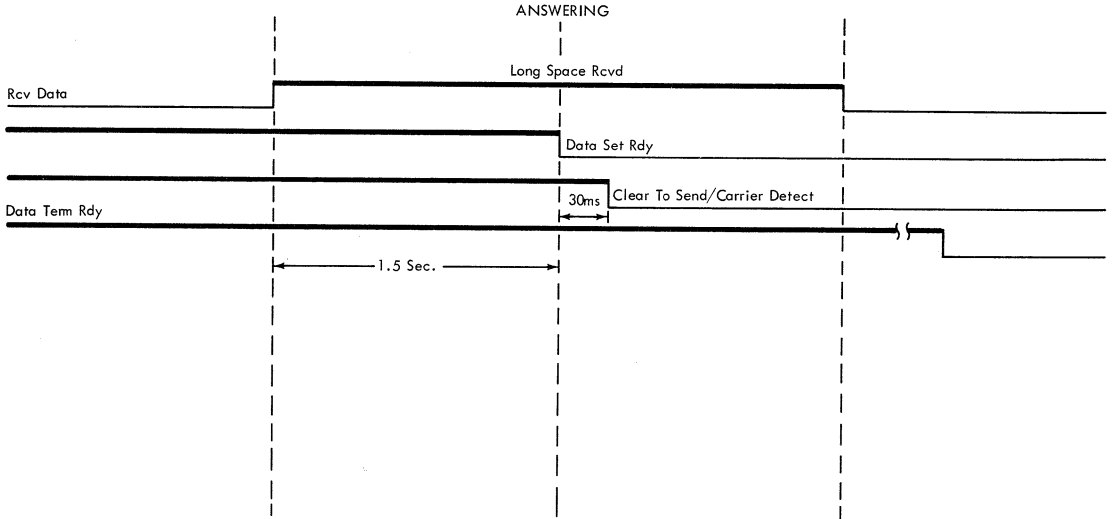 ANSWERING
Long Space Rcvd
Rcv Data
Data Set Rdy
30ms
Clear To Send/Carrier Detect
Data Term Rdy
1.5 Sec.